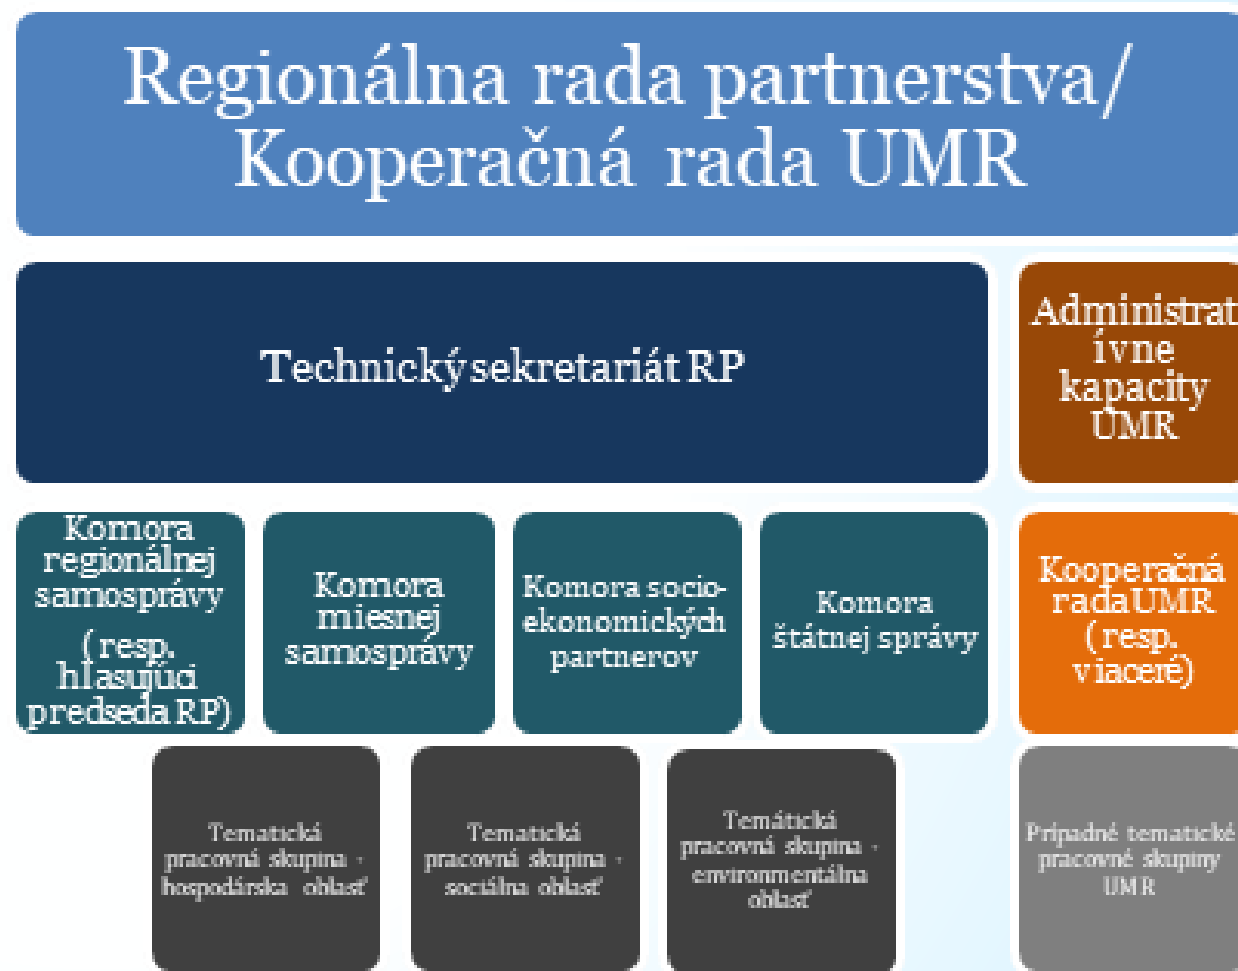 Regionálna rada partnerstva/
Kooperačná rada UMR
Technický sekretariát RP
Administrat
ívne
kapacity
UMR
Komora
regionálnej
samosprávy
(resp.
hlasujúci
predseda RP)
Komora
miesnej
samosprávy
Komora socio-
ekonomických
partnerov
Komora
štátnej správy
Kooperačná
rada UMR
(resp.
viaceré)
Tematická
pracovná skupina -
hospodárska oblasť
Tematická
pracovná skupina -
sociálna oblasť
Temátická
pracovná skupina -
environmentálna
oblasť
Prípadné tematické
pracovné skupiny
UMR